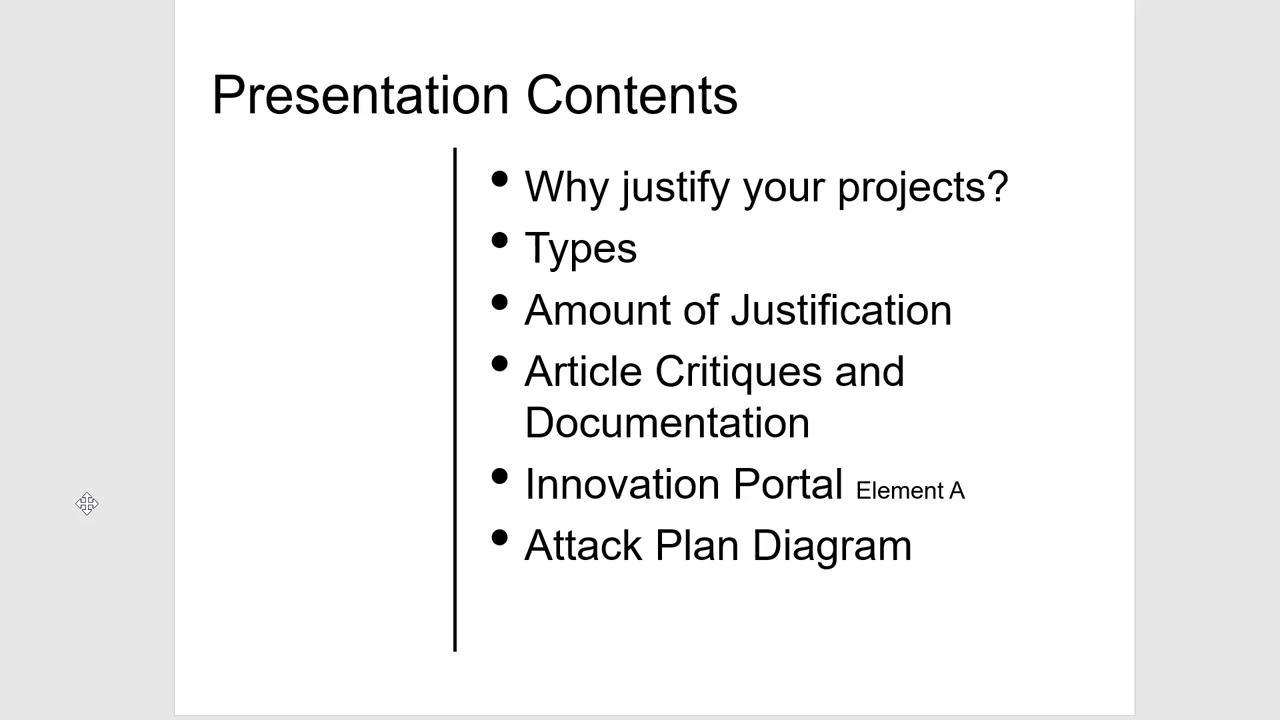 Presentation Contents
• Why justify your projects?
• Types
• Amount of Justification
• Article Critiques and
Documentation
• Innovation Portal Element A
• Attack Plan Diagram